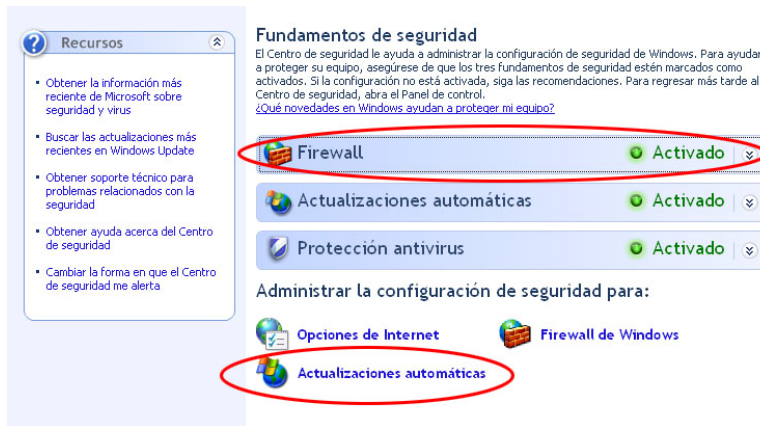 Recursos
Obtener la información más
reciente de Microsoft sobre
seguridad y virus
Buscar las actualizaciones más
recientes en Windows Update
Obtener soporte técnico para
problemas relacionados con la
seguridad
Obtener ayuda acerca del Centro
de seguridad
Cambiar la forma en que el Centro
de seguridad me alerta
Fundamentos de seguridad
El Centro de seguridad le ayuda a administrar la configuración de seguridad de Windows. Para ayudar
a proteger su equipo, asegúrese de que los tres fundamentos de seguridad estén marcados como
activados. Si la configuración no está activada, siga las recomendaciones. Para regresar más tarde al
Centro de seguridad, abra el Panel de control.
¿Qué novedades en Windows ayudan a proteger mi equipo?
Firewall Activado
Actualizaciones automáticas Activado
Protección antivirus Activado
Administrar la configuración de seguridad para:
Opciones de Internet Firewall de Windows
Actualizaciones automáticas